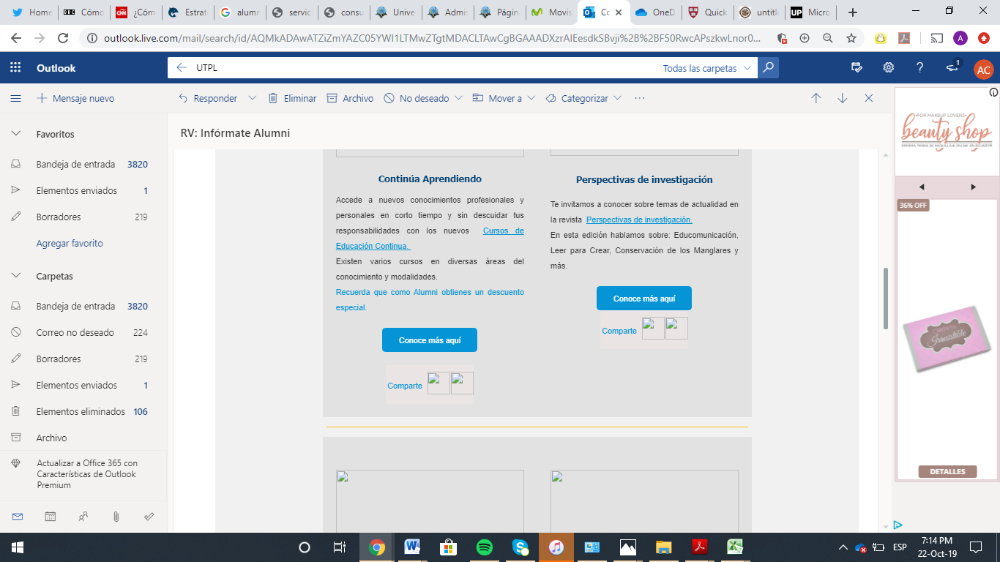 Home
Cómo
¿Cóm
Estrat
alumr
servic
consu
Unive
Admis
Página
Movis
Co
OneD
Quick
untitle
Micro
outlook.live.com/mail/search/id/
UTPL
Todas las carpetas
Outlook
1
AC
A
Mensaje nuevo
Responder
Eliminar
Archivo
No deseado
Mover a
Categorizar
Favoritos
Bandeja de entrada 3820
Elementos enviados 1
Borradores 219
Agregar favorito
Carpetas
Bandeja de entrada 3820
Correo no deseado 224
Borradores 219
Elementos enviados 1
Elementos eliminados 106
Archivo
Actualizar a Office 365 con
Características de Outlook
Premium
RV: Infórmate Alumni
Continúa Aprendiendo
Accede a nuevos conocimientos profesionales y
personales en corto tiempo y sin descuidar tus
responsabilidades con los nuevos Cursos de
Educación Continua.
Existen varios cursos en diversas áreas del
conocimiento y modalidades.
Recuerda que como Alumni obtienes un descuento
especial.
Conoce más aquí
Comparte
Perspectivas de investigación
Te invitamos a conocer sobre temas de actualidad en
la revista Perspectivas de investigación.
En esta edición hablamos sobre: Educomunicación,
Leer para Crear, Conservación de los Manglares y
más.
Conoce más aquí
Comparte
•FOR MAKEUP LOVERS•
beauty shop
PRIMERA TIENDA DE MAQUILLAJE ONLINE EN ECUADOR
36% OFF
Irresistible
DETALLES
ESP
7:14 PM
22-Oct-19